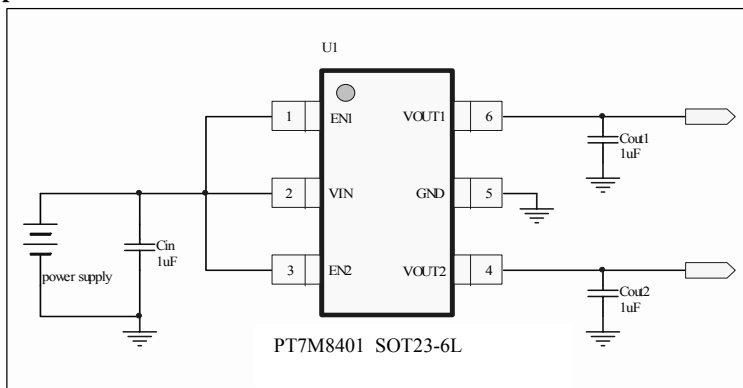 U1
1 EN1 VOUT1 6
Cout1
1uF
2 VIN GND 5
Cin
1uF
power supply
3 EN2 VOUT2 4
Cout2
1uF
PT7M8401 SOT23-6L